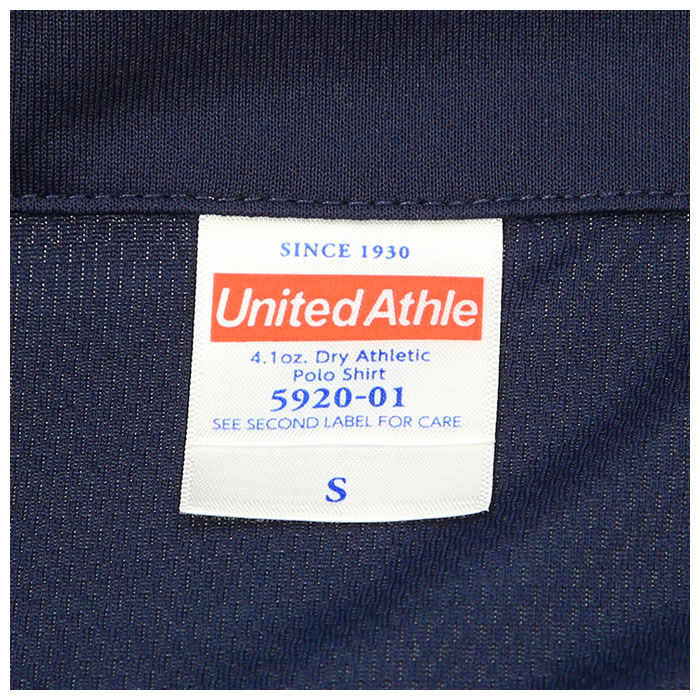 SINCE 1930
United Athle
4.1oz. Dry Athletic
Polo Shirt
5920-01
SEE SECOND LABEL FOR CARE
S